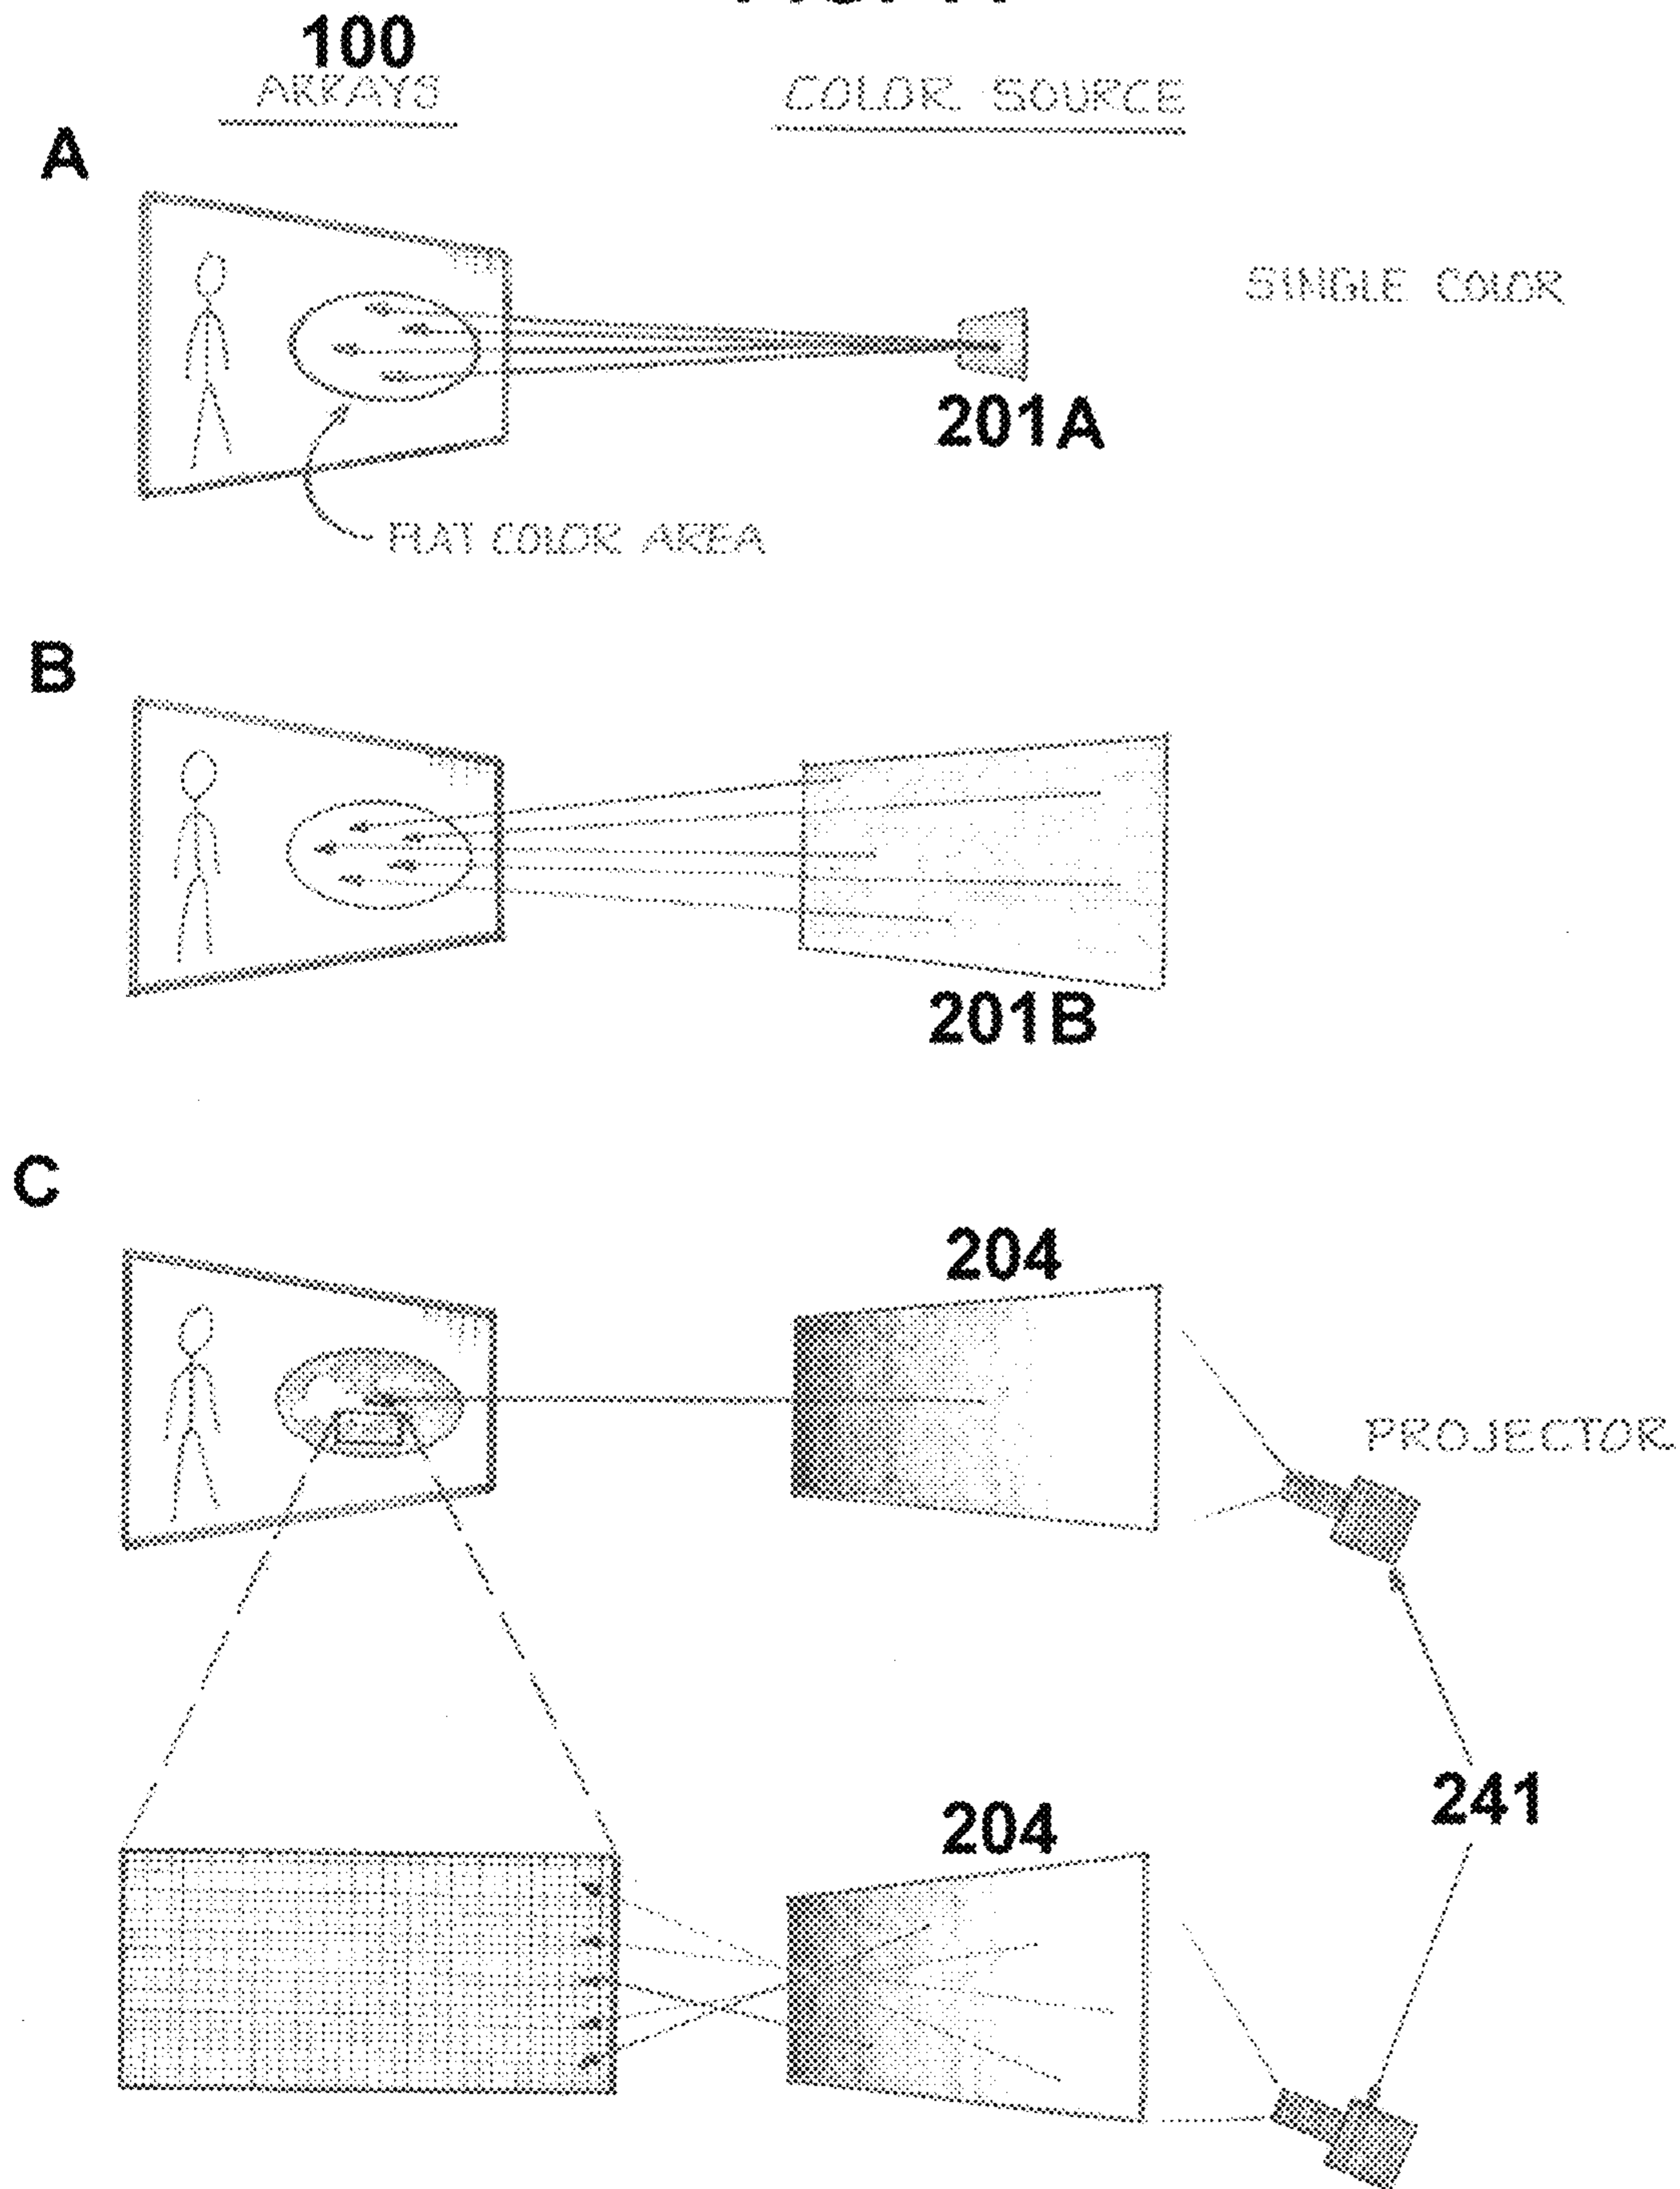 100
ARRAYS
COLOR SOURCE
A
SINGLE COLOR
201A
FLAT COLOR AREA
B
201B
C
204
PROJECTOR
241
204